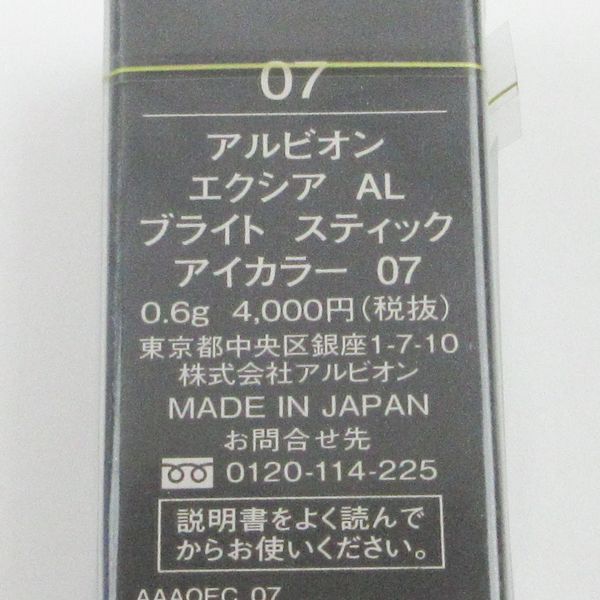 07
アルビオン
エクシア AL
ブライト スティック
アイカラー 07
0.6g 4,000円(税抜)
東京都中央区銀座1-7-10
株式会社アルビオン
MADE IN JAPAN
お問合せ先
0120-114-225
説明書をよく読んで
からお使いください。
AAAOEC 07